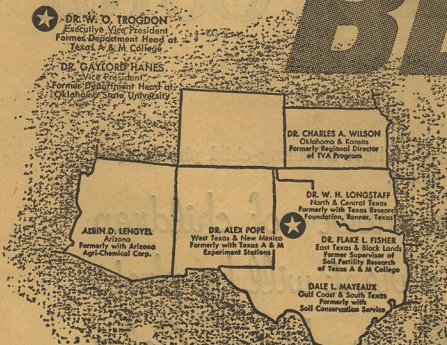 DR. W. O. TROGDON
Executive Vice President
Former Department Head at
Texas A & M College
DR. GAYLORD HANES
Vice President
Former Department Head at
Oklahoma State University
DR. CHARLES A. WILSON
Oklahoma & Kansas
Formerly Regional Director
of TVA Program
DR. W. H. LONGSTAFF
North & Central Texas
Formerly with Texas Research
Foundation, Renner, Texas
ALBIN D. LENGYEL
Arizona
Formerly with Arizona
Agri-Chemical Corp.
DR. ALEX POPE
West Texas & New Mexico
Formerly with Texas A & M
Experiment Stations
DR. FLAKE L. FISHER
East Texas & Black Lands
Former Supervisor of
Soil Fertility Research
of Texas A & M College
DALE L. MAYEAUX
Gulf Coast & South Texas
Formerly with
Soil Conservation Service